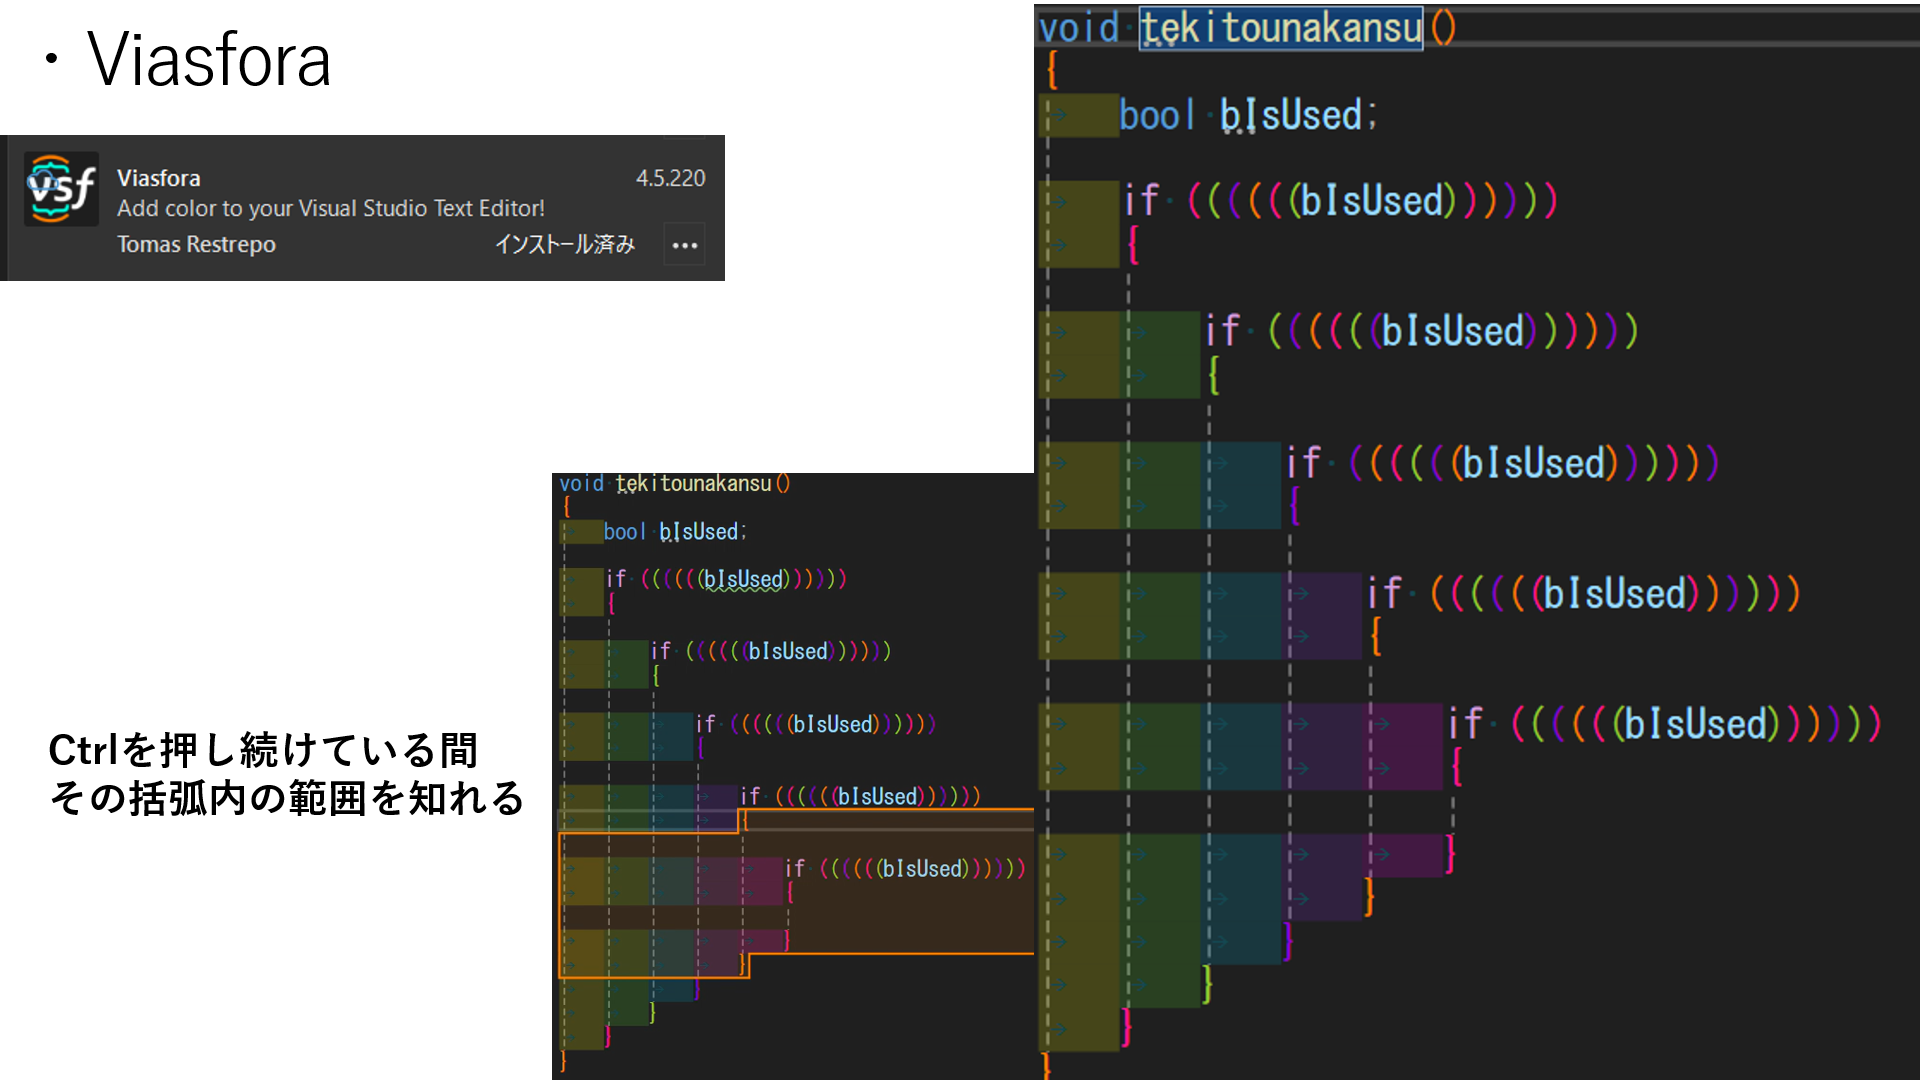 ・Viasfora
vsf
Viasfora
4.5.220
Add color to your Visual Studio Text Editor!
Tomas Restrepo
インストール済み
…
Ctrlを押し続けている間
その括弧内の範囲を知れる
void tekitounakansu()
{
bool bIsUsed;
if ((((((bIsUsed))))))
{
if ((((((bIsUsed))))))
{
if ((((((bIsUsed))))))
{
if ((((((bIsUsed))))))
{
if ((((((bIsUsed))))))
{
}
}
}
}
}
}
void tekitounakansu()
{
bool bIsUsed;
if ((((((bIsUsed))))))
{
if ((((((bIsUsed))))))
{
if ((((((bIsUsed))))))
{
if ((((((bIsUsed))))))
{
if ((((((bIsUsed))))))
{
}
}
}
}
}
}